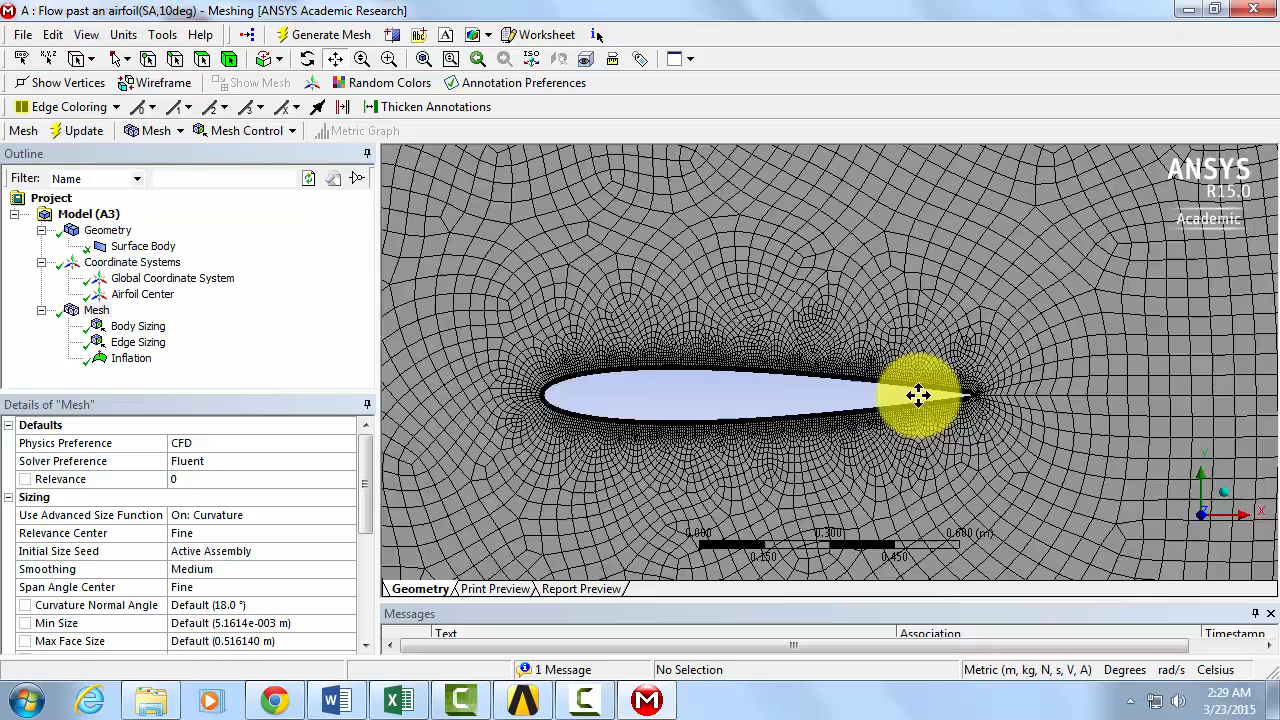 A : Flow past an airfoil(SA,10deg) - Meshing [ANSYS Academic Research]
File Edit View Units Tools Help Generate Mesh Worksheet
Show Vertices Wireframe Show Mesh Random Colors Annotation Preferences
Edge Coloring Thicken Annotations
Mesh Update Mesh Mesh Control Metric Graph
Outline
Filter: Name
Project
Model (A3)
Geometry
Surface Body
Coordinate Systems
Global Coordinate System
Airfoil Center
Mesh
Body Sizing
Edge Sizing
Inflation
Details of "Mesh"
Defaults
Physics Preference CFD
Solver Preference Fluent
Relevance 0
Sizing
Use Advanced Size Function On: Curvature
Relevance Center Fine
Initial Size Seed Active Assembly
Smoothing Medium
Span Angle Center Fine
Curvature Normal Angle Default (18.0 °)
Min Size Default (5.1614e-003 m)
Max Face Size Default (0.516140 m)
ANSYS
R15.0
Academic
Y
X
0.000 0.300 0.600 (m)
0.150 0.450
Geometry Print Preview Report Preview
Messages
Text Association Timestamp
1 Message No Selection Metric (m, kg, N, s, V, A) Degrees rad/s Celsius
2:29 AM
3/23/2015